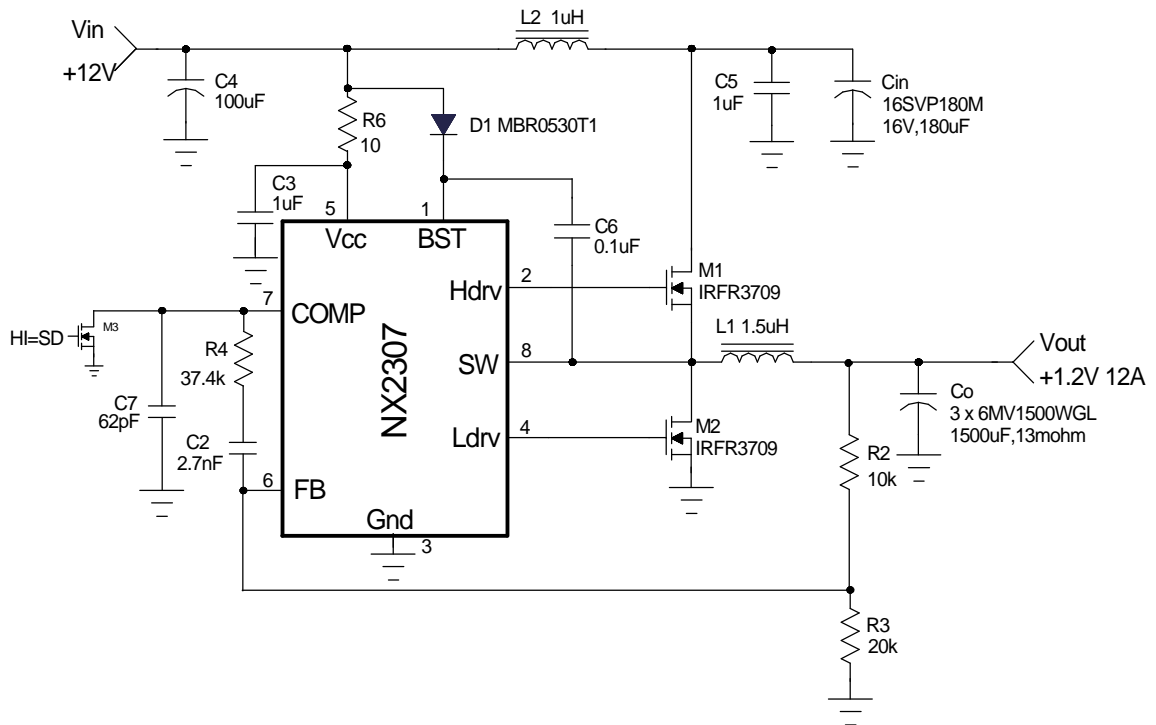 L2 1uH
Vin
+12V
C4
100uF
C5
1uF
Cin
16SVP180M
16V,180uF
R6
10
D1 MBR0530T1
C3
1uF
5
1
Vcc
BST
C6
0.1uF
Hdrv
2
M1
IRFR3709
7
COMP
M3
HI=SD
R4
37.4k
NX2307
SW
8
L1 1.5uH
Vout
+1.2V 12A
C7
62pF
C2
2.7nF
Ldrv
4
M2
IRFR3709
Co
3 x 6MV1500WGL
1500uF,13mohm
R2
10k
6
FB
Gnd
3
R3
20k